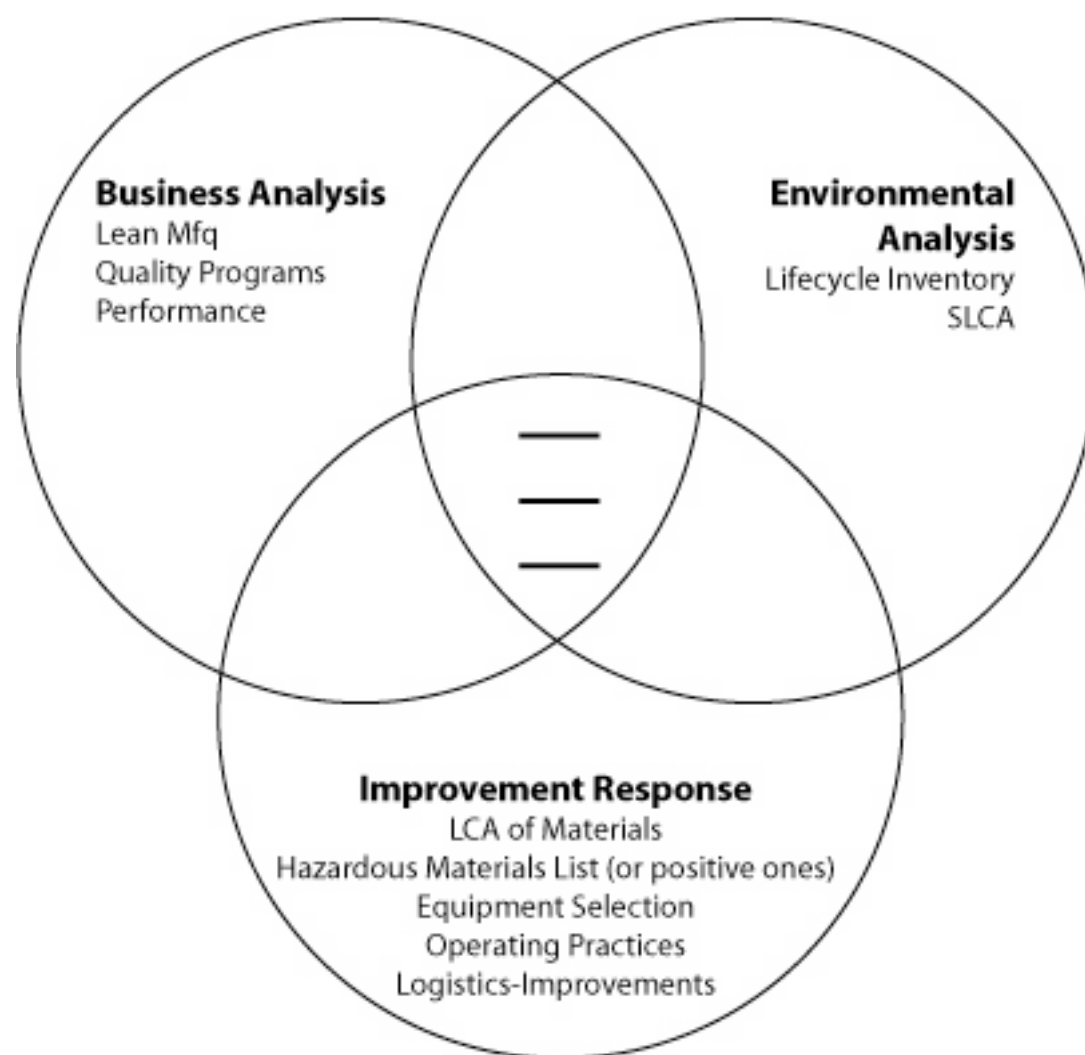 Business Analysis
Lean Mfq
Quality Programs
Performance
Environmental
Analysis
Lifecycle Inventory
SLCA
Improvement Response
LCA of Materials
Hazardous Materials List (or positive ones)
Equipment Selection
Operating Practices
Logistics-Improvements